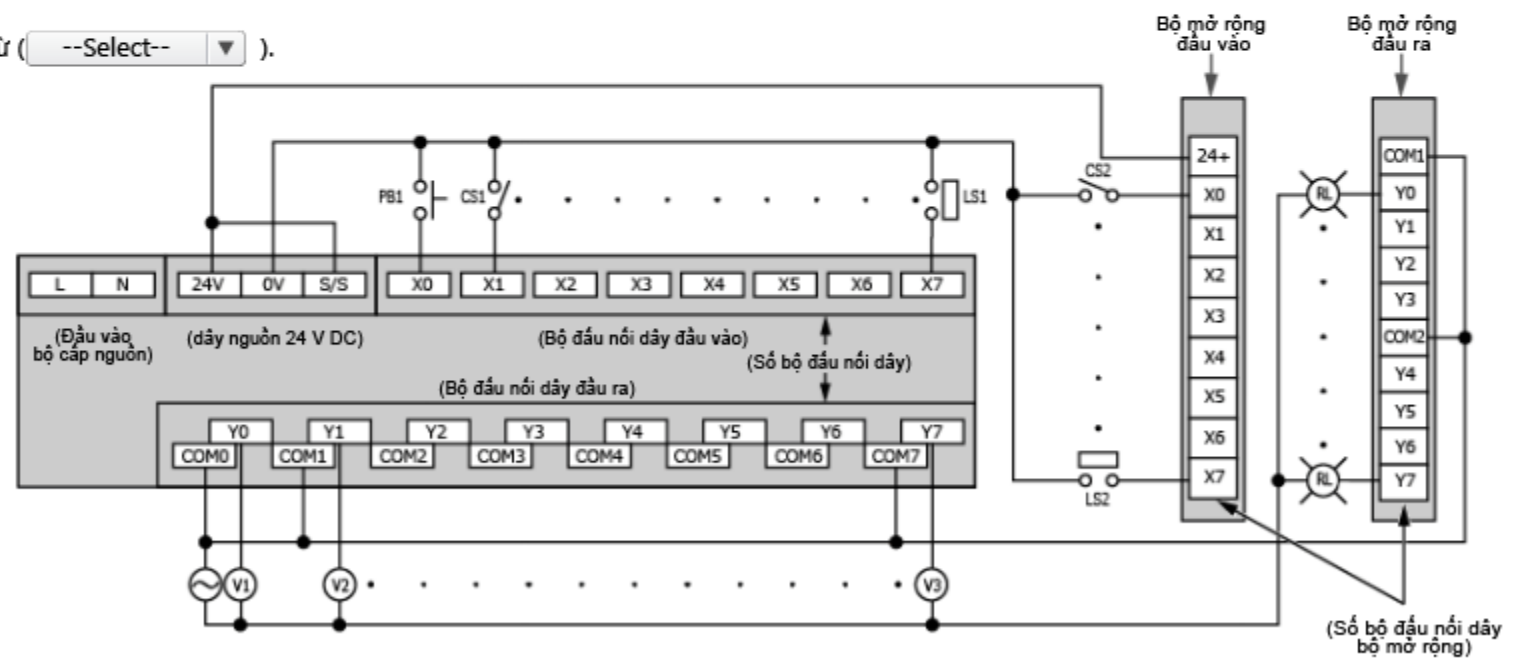 Bộ mở rộng
đầu vào
Bộ mở rộng
đầu ra
ừ ( --Select-- ▼ ).
24+
X0
X1
X2
X3
X4
X5
X6
X7
COM1
Y0
Y1
Y2
Y3
COM2
Y4
Y5
Y6
Y7
CS2
LS2
RL
RL
PB1
CS1
LS1
L N 24V 0V S/S X0 X1 X2 X3 X4 X5 X6 X7
(Đầu vào
bộ cấp nguồn)
(dây nguồn 24 V DC)
(Bộ đấu nối dây đầu vào)
(Số bộ đấu nối dây)
(Bộ đấu nối dây đầu ra)
Y0 Y1 Y2 Y3 Y4 Y5 Y6 Y7
COM0 COM1 COM2 COM3 COM4 COM5 COM6 COM7
V1 V2 V3
(Số bộ đấu nối dây
bộ mở rộng)